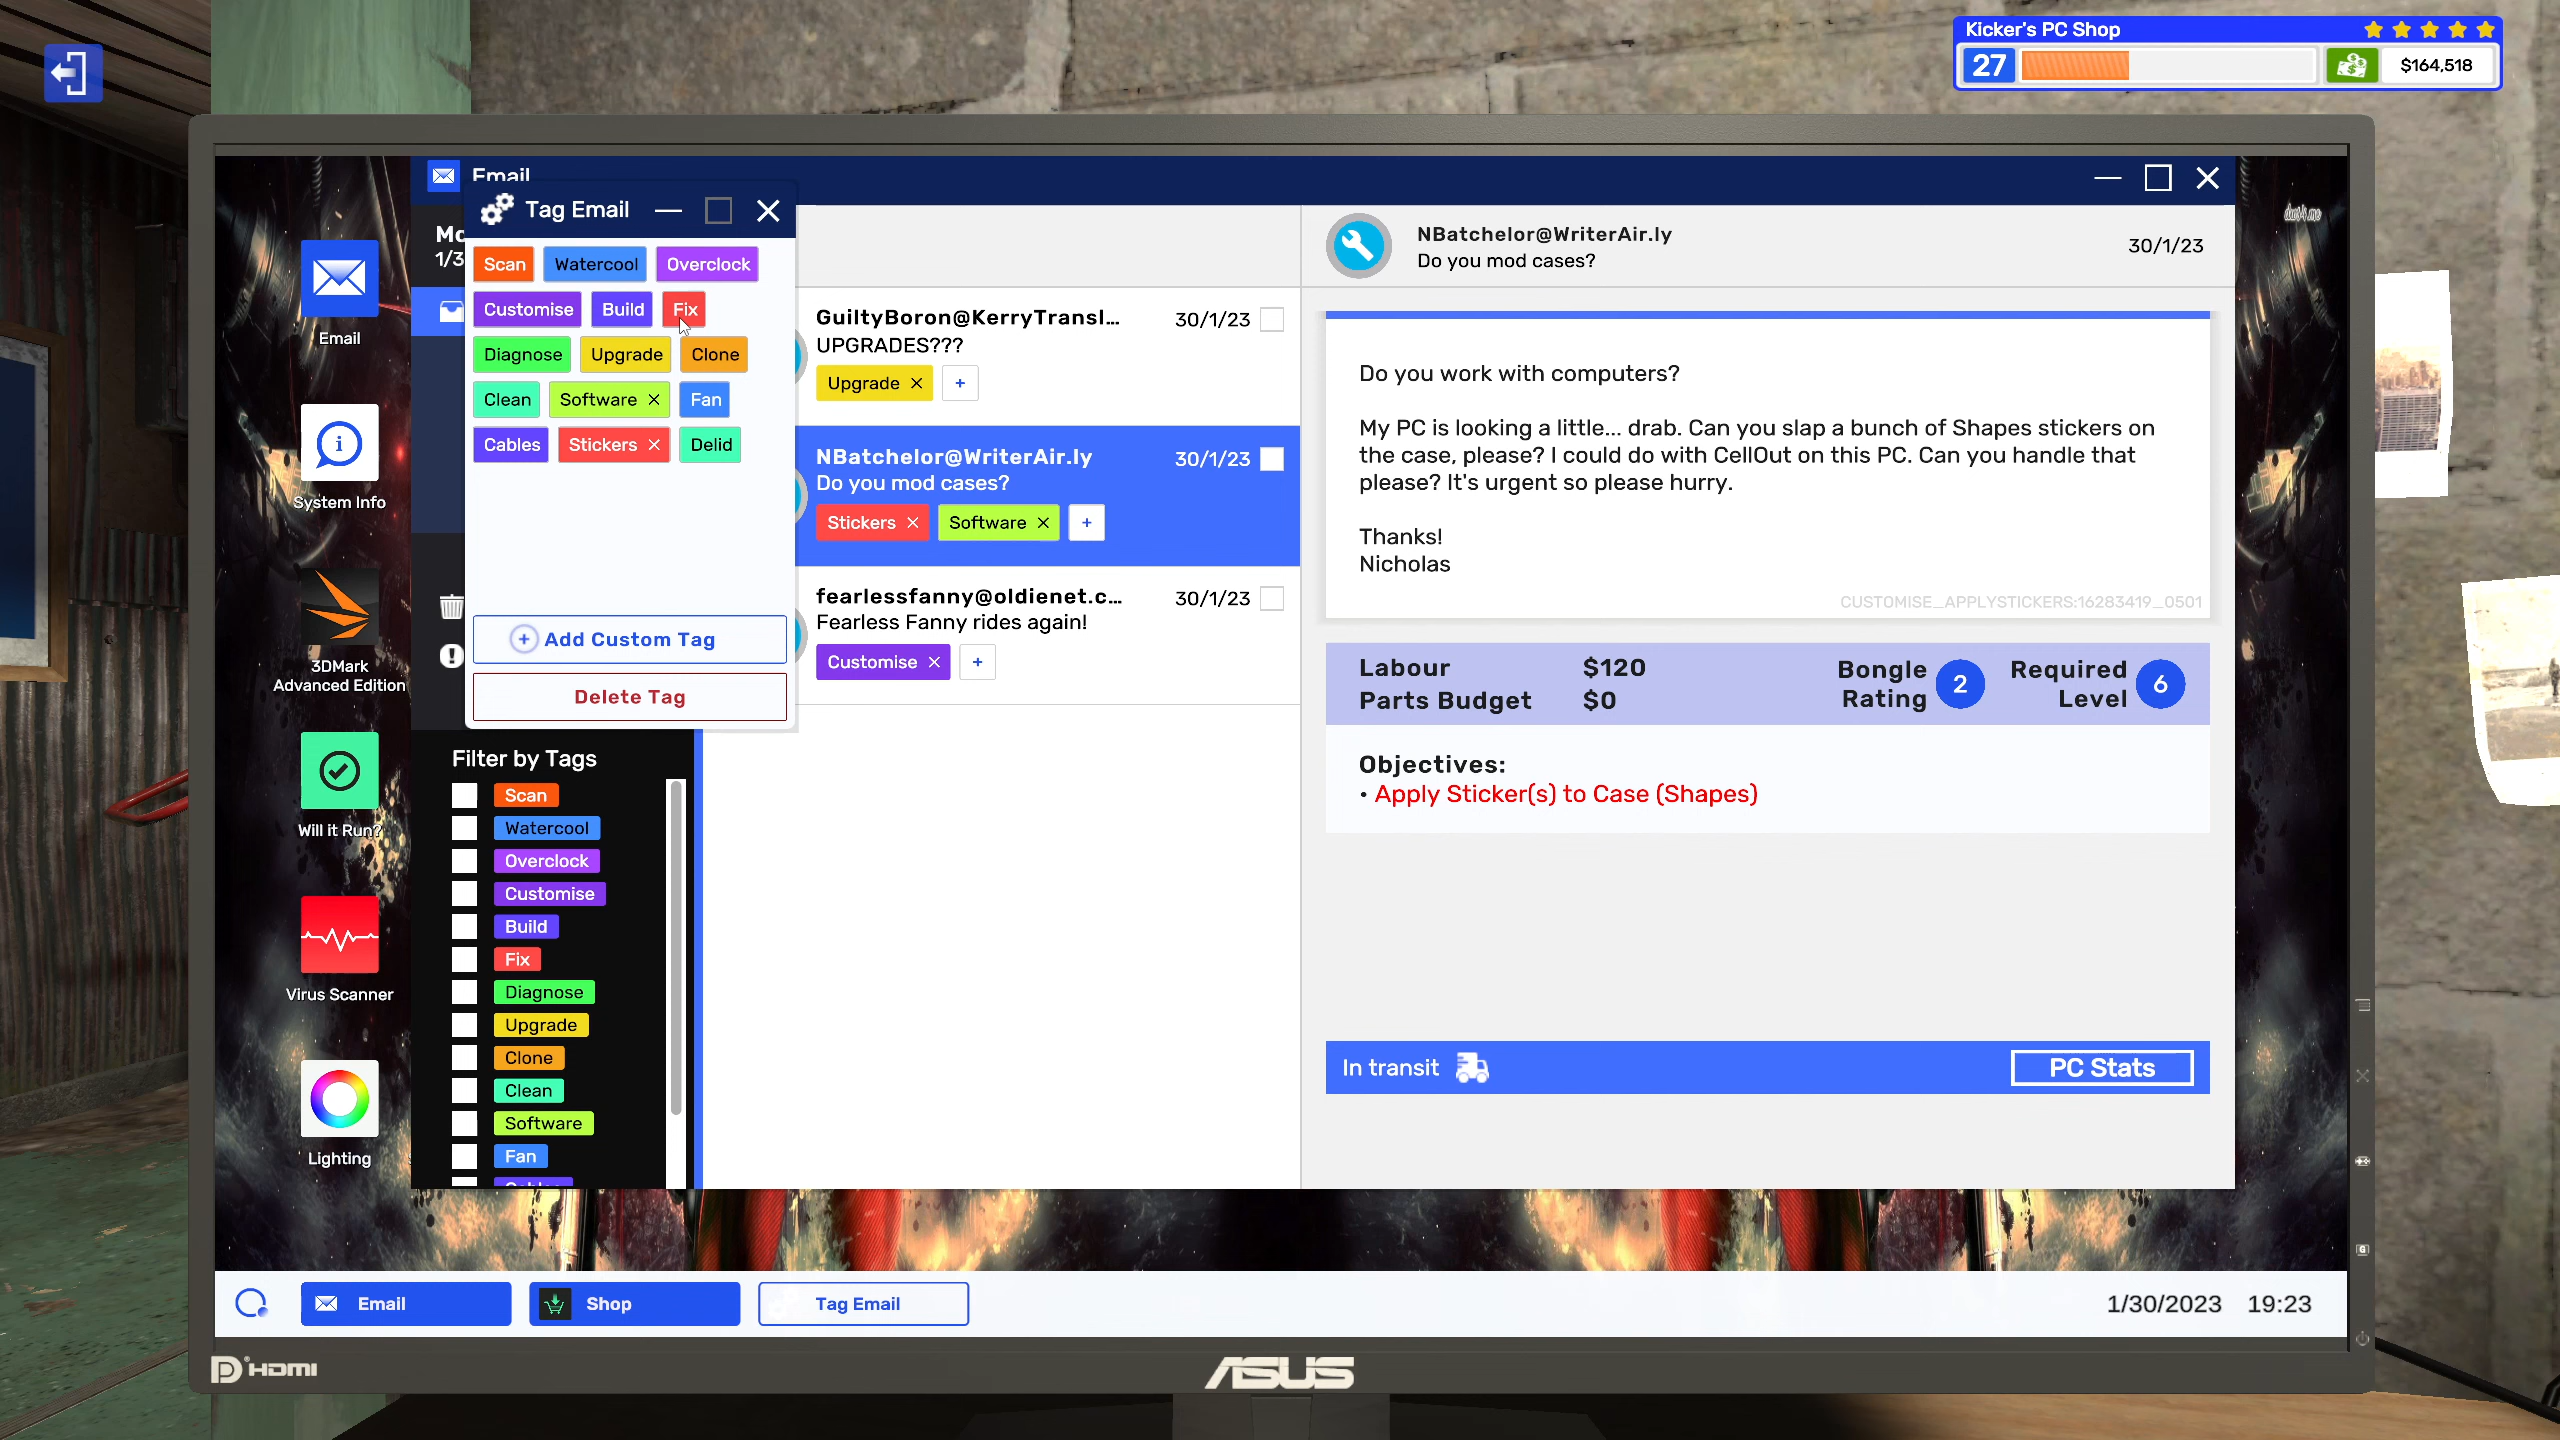 Kicker's PC Shop
27
$164,518
Email
Tag Email
Mo
1/3
Scan
Watercool
Overclock
Customise
Build
Fix
Diagnose
Upgrade
Clone
Clean
Software
Fan
Cables
Stickers
Delid
+ Add Custom Tag
Delete Tag
Email
System Info
3DMark
Advanced Edition
Will it Run?
Virus Scanner
Lighting
Filter by Tags
Scan
Watercool
Overclock
Customise
Build
Fix
Diagnose
Upgrade
Clone
Clean
Software
Fan
Cables
GuiltyBoron@KerryTransl...
30/1/23
UPGRADES???
Upgrade
+
NBatchelor@WriterAir.ly
30/1/23
Do you mod cases?
Stickers
Software
+
fearlessfanny@oldienet.c...
30/1/23
Fearless Fanny rides again!
Customise
+
NBatchelor@WriterAir.ly
Do you mod cases?
30/1/23
Do you work with computers?
My PC is looking a little... drab. Can you slap a bunch of Shapes stickers on
the case, please? I could do with CellOut on this PC. Can you handle that
please? It's urgent so please hurry.
Thanks!
Nicholas
CUSTOMISE_APPLYSTICKERS:16283419_0501
Labour $120
Parts Budget $0
Bongle
Rating
2
Required
Level
6
Objectives:
• Apply Sticker(s) to Case (Shapes)
In transit
PC Stats
Email
Shop
Tag Email
1/30/2023 19:23
HDMI
ASUS